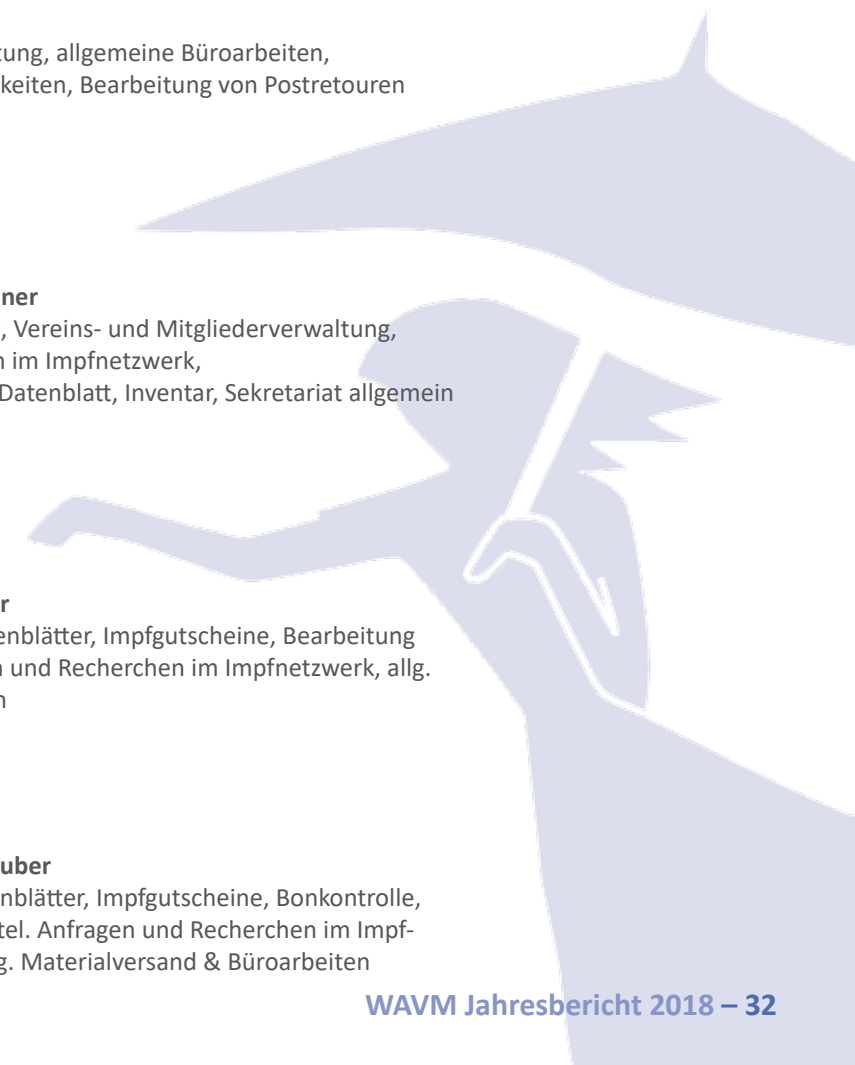 tung, allgemeine Büroarbeiten,
keiten, Bearbeitung von Postretouren
ner
, Vereins- und Mitgliederverwaltung,
n im Impfnetzwerk,
Datenblatt, Inventar, Sekretariat allgemein
r
enblätter, Impfgutscheine, Bearbeitung
n und Recherchen im Impfnetzwerk, allg.
n
uber
nblätter, Impfgutscheine, Bonkontrolle,
tel. Anfragen und Recherchen im Impf-
g. Materialversand & Büroarbeiten
WAVM Jahresbericht 2018 – 32